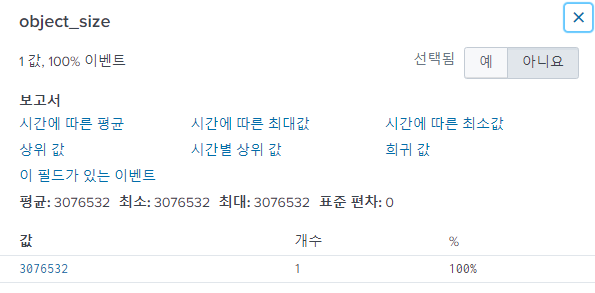 object_size
1 값, 100% 이벤트 선택됨 예 아니요
보고서
시간에 따른 평균 시간에 따른 최대값 시간에 따른 최소값
상위 값 시간별 상위 값 희귀 값
이 필드가 있는 이벤트
평균: 3076532 최소: 3076532 최대: 3076532 표준 편차: 0
값 개수 %
3076532 1 100%